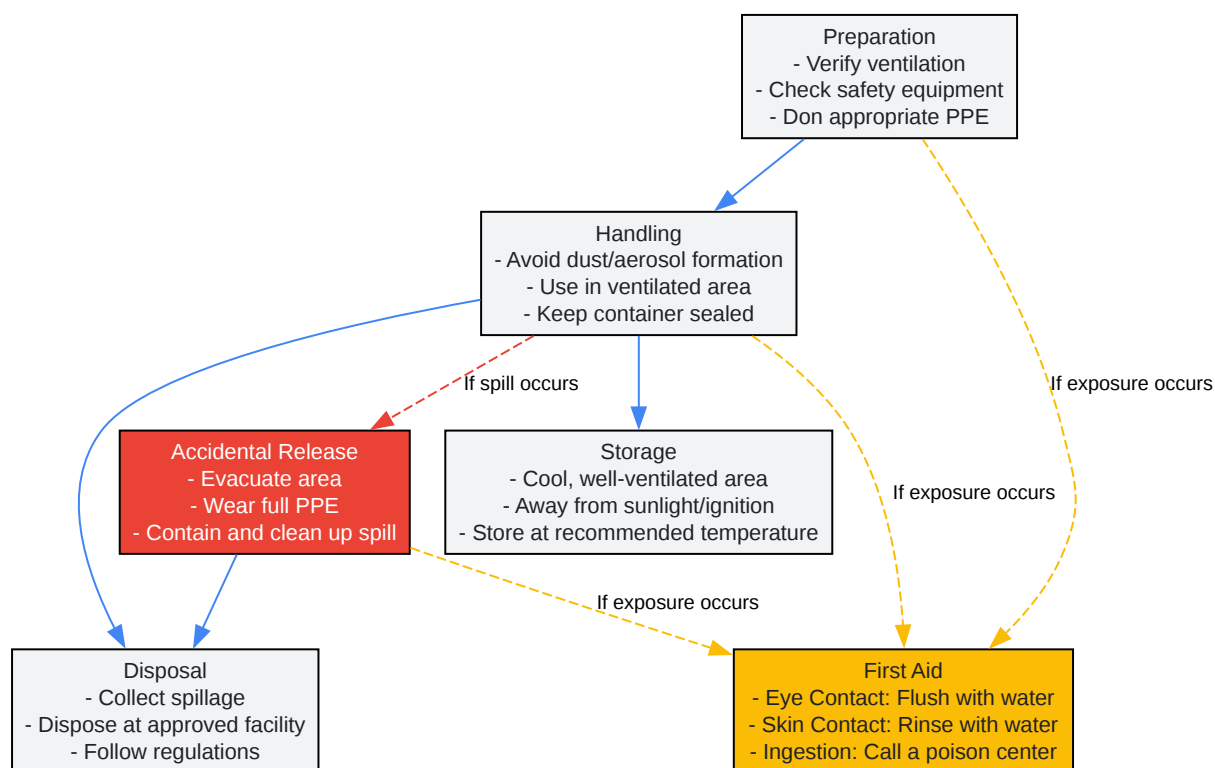 Preparation
- Verify ventilation
- Check safety equipment
- Don appropriate PPE
Handling
- Avoid dust/aerosol formation
- Use in ventilated area
- Keep container sealed
If spill occurs
If exposure occurs
Accidental Release
- Evacuate area
- Wear full PPE
- Contain and clean up spill
Storage
- Cool, well-ventilated area
- Away from sunlight/ignition
- Store at recommended temperature
If exposure occurs
If exposure occurs
Disposal
- Collect spillage
- Dispose at approved facility
- Follow regulations
First Aid
- Eye Contact: Flush with water
- Skin Contact: Rinse with water
- Ingestion: Call a poison center